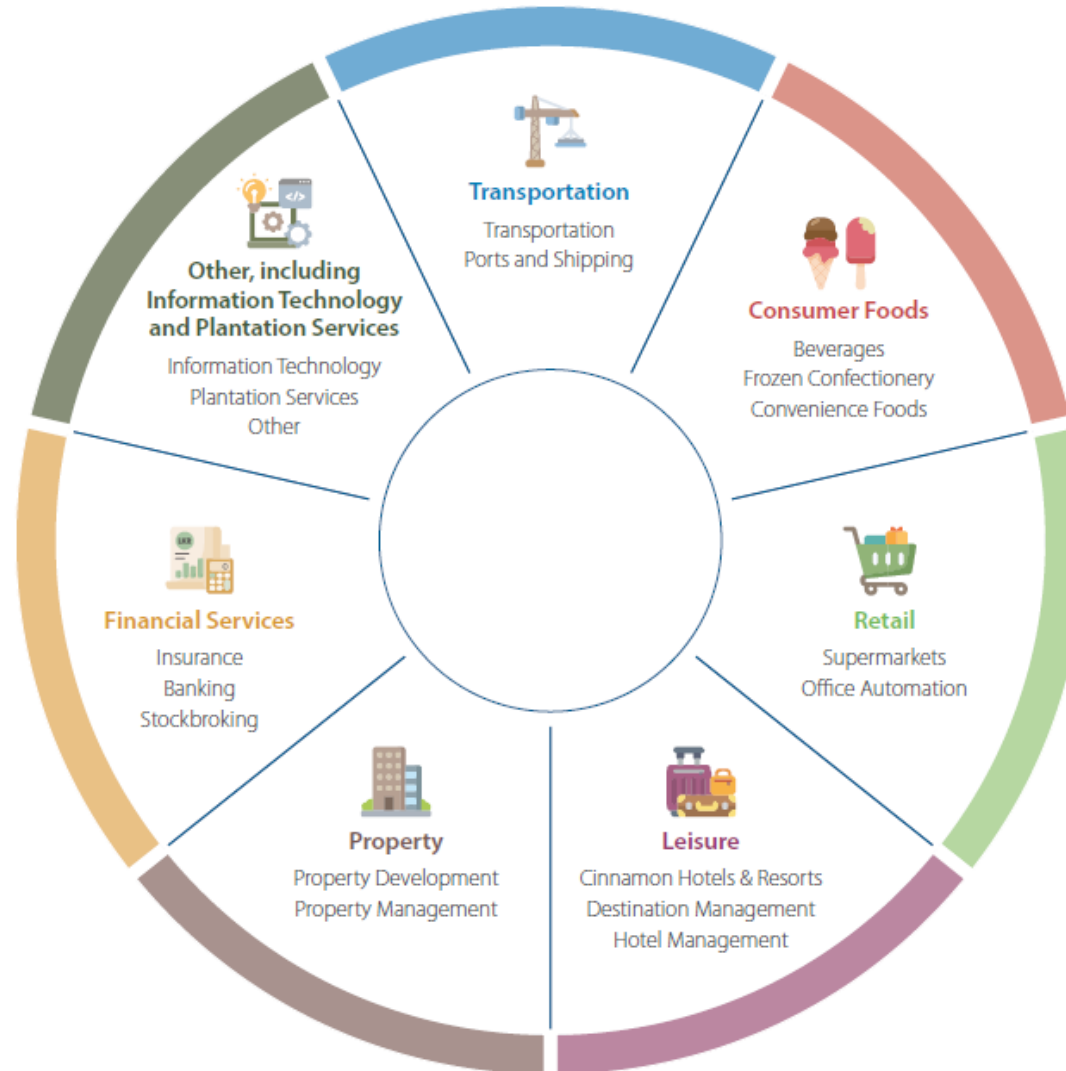 Transportation
Transportation
Ports and Shipping
Consumer Foods
Beverages
Frozen Confectionery
Convenience Foods
Retail
Supermarkets
Office Automation
Leisure
Cinnamon Hotels & Resorts
Destination Management
Hotel Management
Property
Property Development
Property Management
Financial Services
Insurance
Banking
Stockbroking
Other, including
Information Technology
and Plantation Services
Information Technology
Plantation Services
Other
LKR